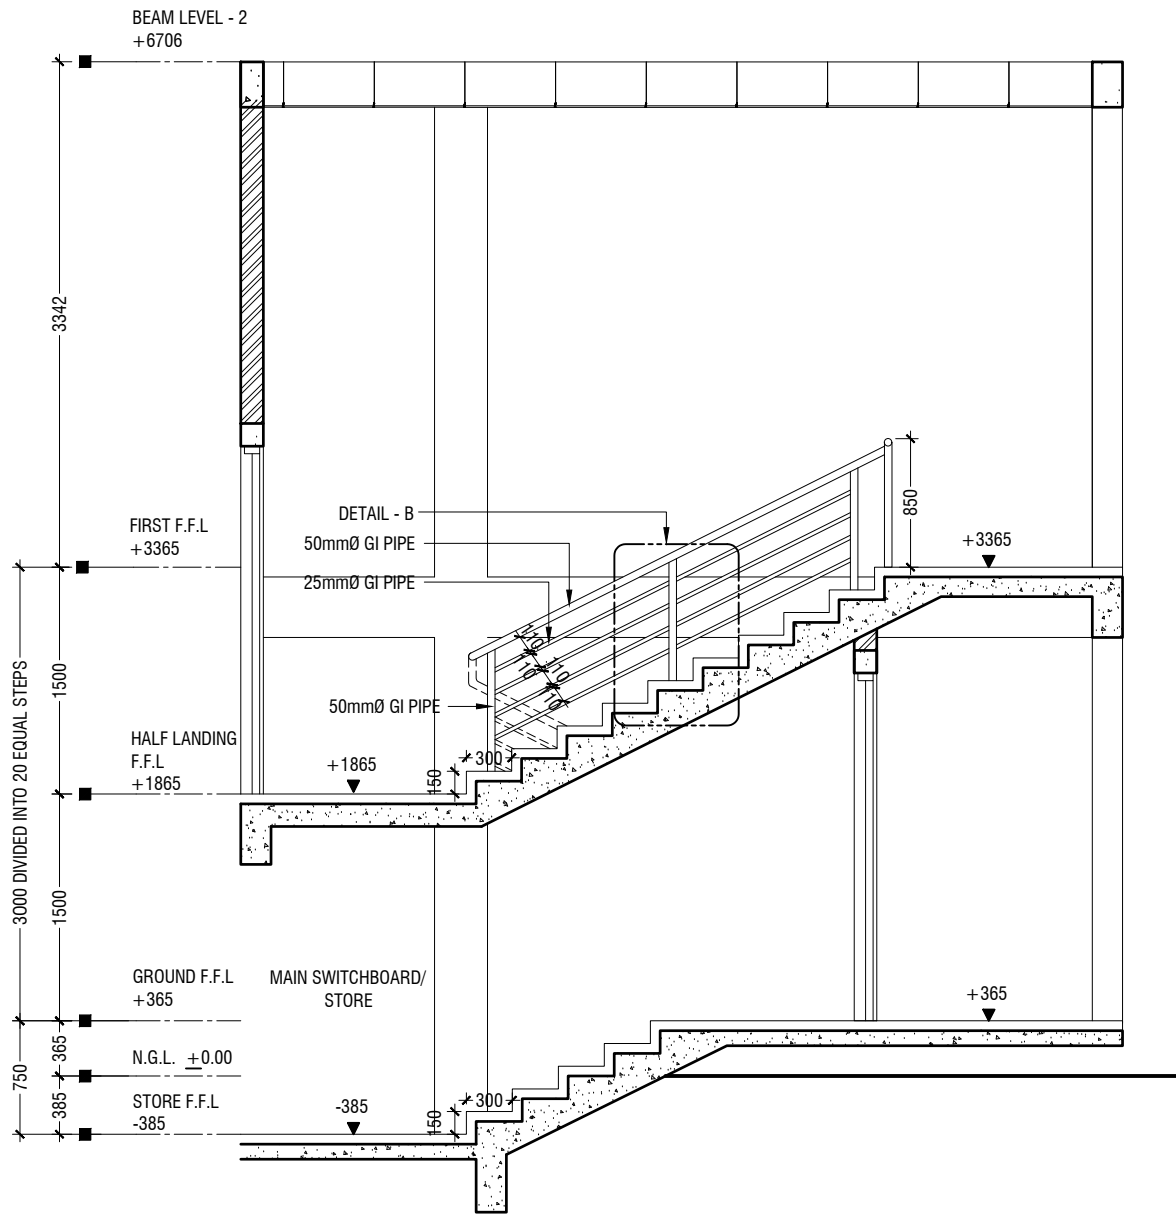 BEAM LEVEL - 2
+6706
3342
FIRST F.F.L
+3365
DETAIL - B
50mmØ GI PIPE
25mmØ GI PIPE
850
+3365
110
110
110
110
50mmØ GI PIPE
1500
HALF LANDING
F.F.L
+1865
+1865
300
150
3000 DIVIDED INTO 20 EQUAL STEPS
1500
GROUND F.F.L
+365
MAIN SWITCHBOARD/
STORE
+365
365
N.G.L. +0.00
750
385
STORE F.F.L
-385
-385
300
150